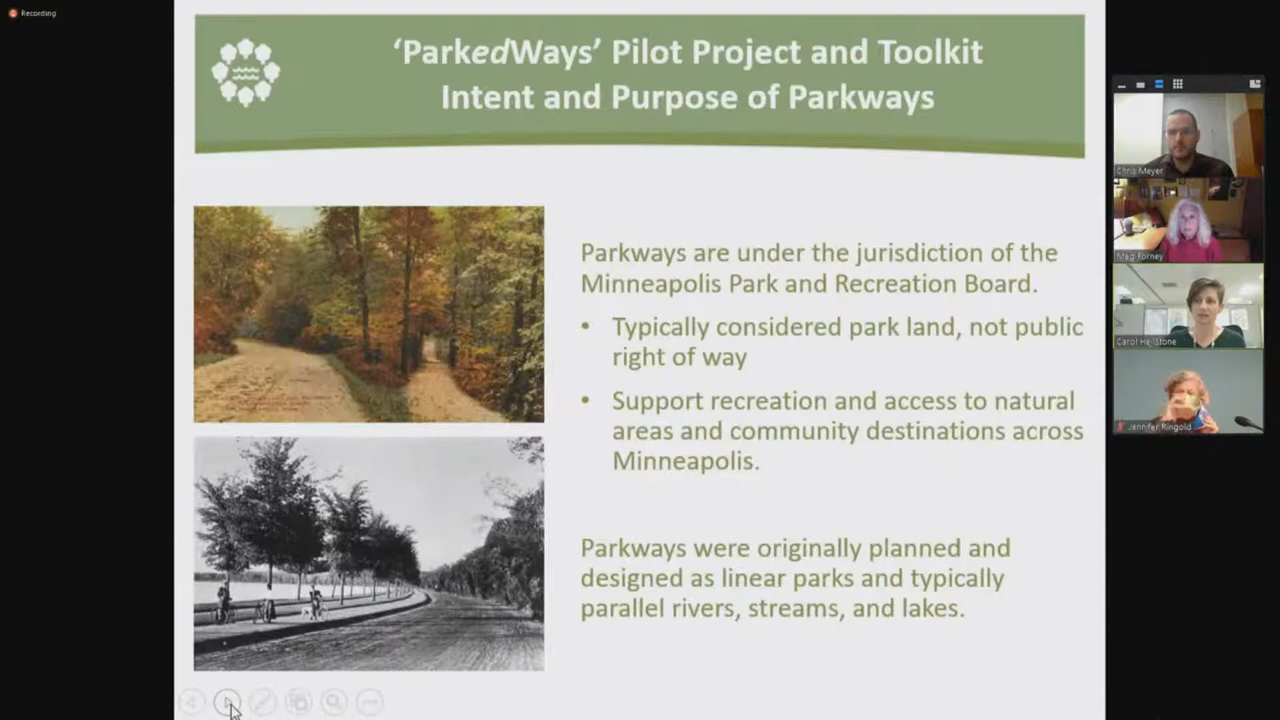 Recording
‘ParkedWays’ Pilot Project and Toolkit
Intent and Purpose of Parkways
Parkways are under the jurisdiction of the
Minneapolis Park and Recreation Board.
• Typically considered park land, not public
right of way
• Support recreation and access to natural
areas and community destinations across
Minneapolis.
Parkways were originally planned and
designed as linear parks and typically
parallel rivers, streams, and lakes.
Chris Meyer
Meg Forney
Carol HejlStone
Jennifer Ringold